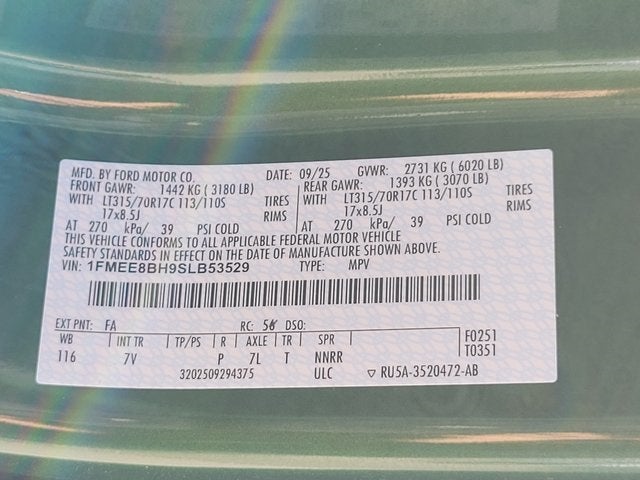 MFD. BY FORD MOTOR CO. DATE: 09/25 GVWR: 2731 KG ( 6020 LB)
FRONT GAWR: 1442 KG ( 3180 LB) REAR GAWR: 1393 KG ( 3070 LB)
WITH LT315/70R17C 113/110S TIRES WITH LT315/70R17C 113/110S TIRES
17x8.5J RIMS 17x8.5J RIMS
AT 270 kPa/ 39 PSI COLD AT 270 kPa/ 39 PSI COLD
THIS VEHICLE CONFORMS TO ALL APPLICABLE FEDERAL MOTOR VEHICLE
SAFETY STANDARDS IN EFFECT ON THE DATE OF MANUFACTURE SHOWN ABOVE.
VIN: 1FMEE8BH9SLB53529 TYPE: MPV
EXT PNT: FA RC: 56 DSO:
WB INT TR TP/PS R AXLE TR SPR F0251
116 7V P 7L T NNRR T0351
3202509294375 ULC ▽ RU5A-3520472-AB